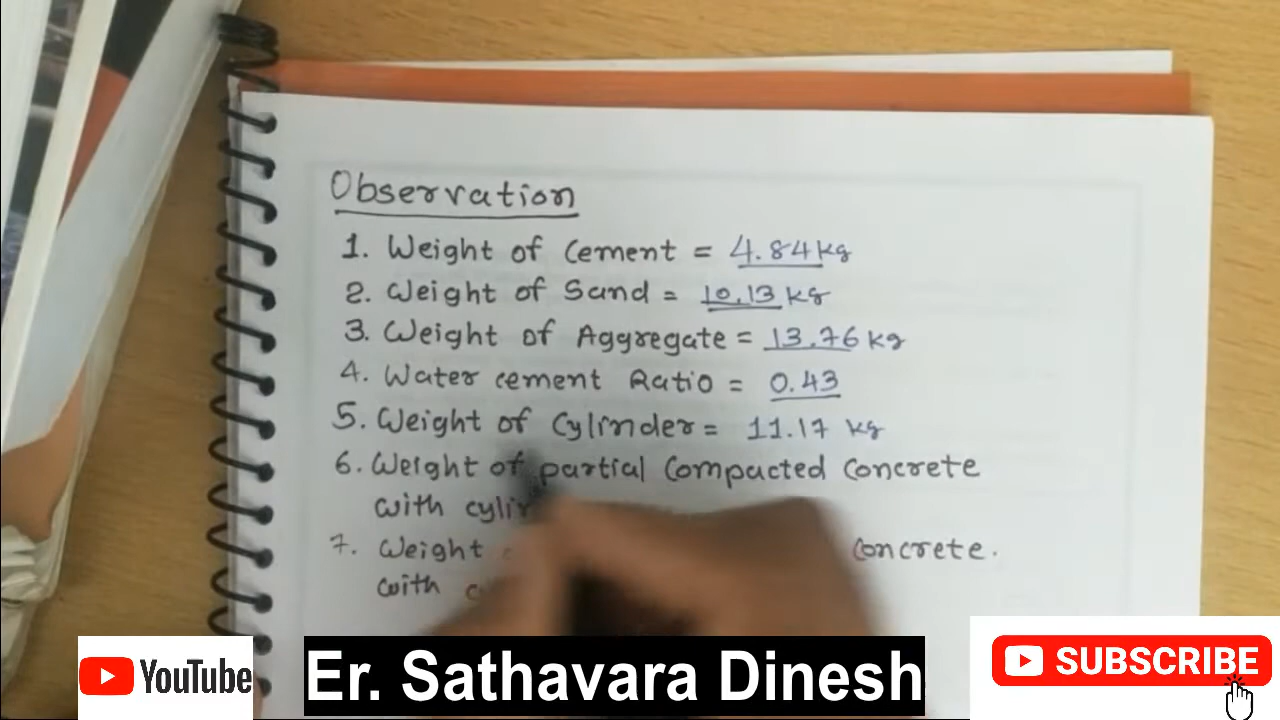 Observation
1. Weight of Cement = 4.84 kg
2. Weight of Sand = 10.13 kg
3. Weight of Aggregate = 13.76 kg
4. Water cement Ratio = 0.43
5. Weight of Cylinder = 11.17 kg
6. Weight of partial Compacted Concrete
with
7. Weight Concrete.
with
YouTube
Er. Sathavara Dinesh
SUBSCRIBE